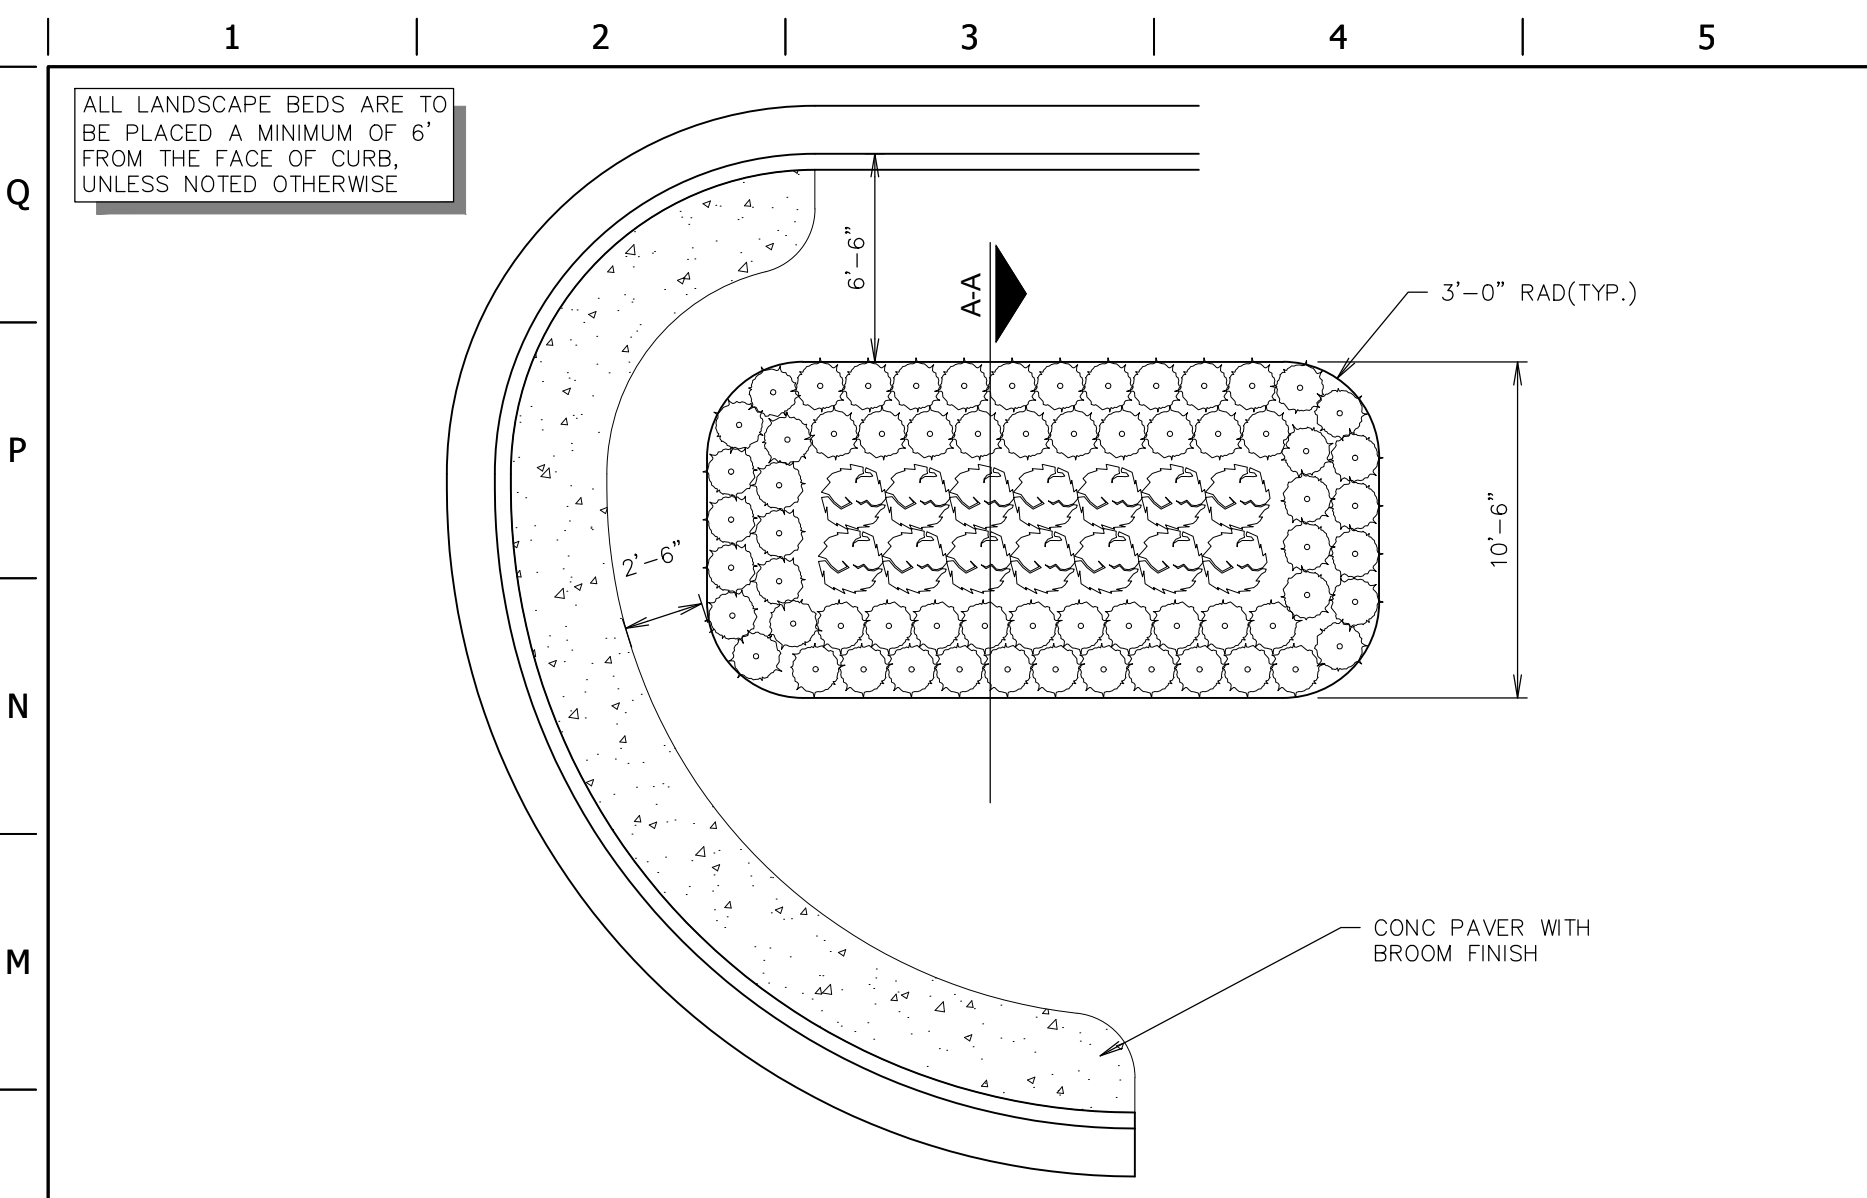 1 2 3 4 5
ALL LANDSCAPE BEDS ARE TO
BE PLACED A MINIMUM OF 6'
FROM THE FACE OF CURB,
UNLESS NOTED OTHERWISE
Q
6'-6"
A-A
3'-0" RAD(TYP.)
P
10'-6"
2'-6"
N
CONC PAVER WITH
BROOM FINISH
M